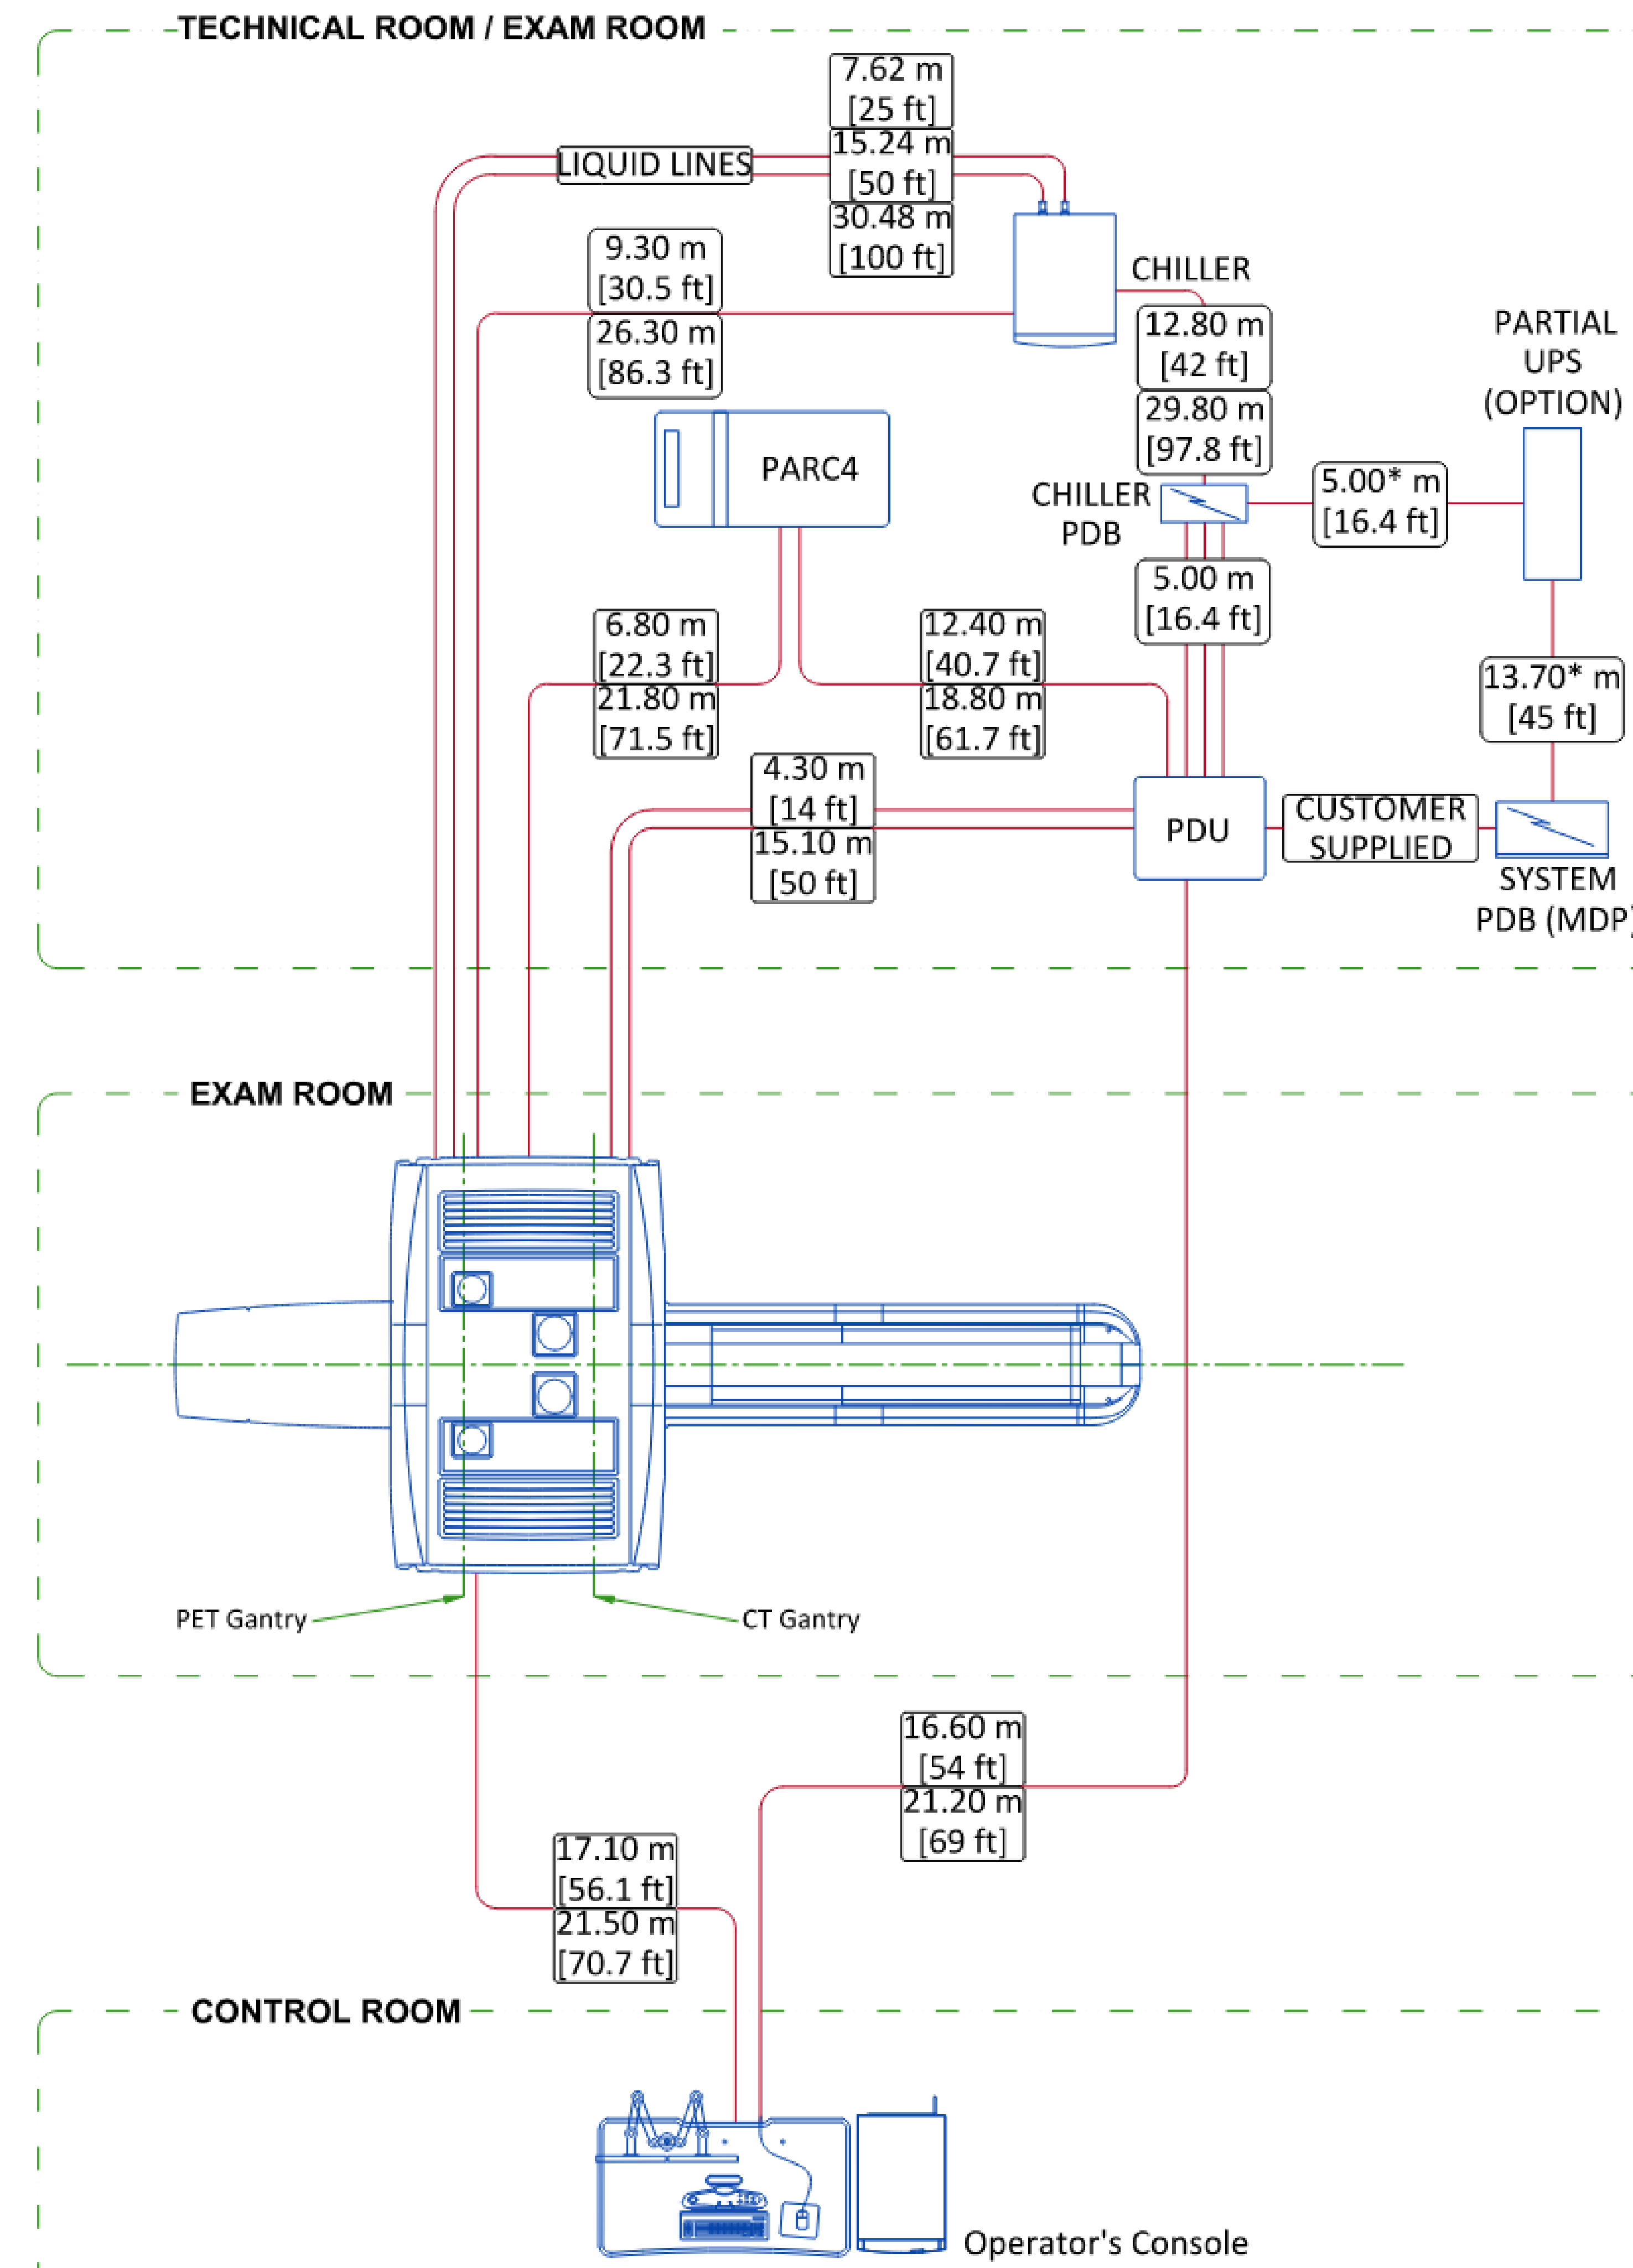 TECHNICAL ROOM / EXAM ROOM
7.62 m
[25 ft]
LIQUID LINES
15.24 m
[50 ft]
30.48 m
[100 ft]
9.30 m
[30.5 ft]
26.30 m
[86.3 ft]
CHILLER
12.80 m
[42 ft]
29.80 m
[97.8 ft]
PARTIAL
UPS
(OPTION)
PARC4
CHILLER
PDB
5.00* m
[16.4 ft]
5.00 m
[16.4 ft]
6.80 m
[22.3 ft]
21.80 m
[71.5 ft]
12.40 m
[40.7 ft]
18.80 m
[61.7 ft]
13.70* m
[45 ft]
4.30 m
[14 ft]
15.10 m
[50 ft]
PDU
CUSTOMER
SUPPLIED
SYSTEM
PDB (MDP)
EXAM ROOM
PET Gantry
CT Gantry
16.60 m
[54 ft]
21.20 m
[69 ft]
17.10 m
[56.1 ft]
21.50 m
[70.7 ft]
CONTROL ROOM
Operator's Console